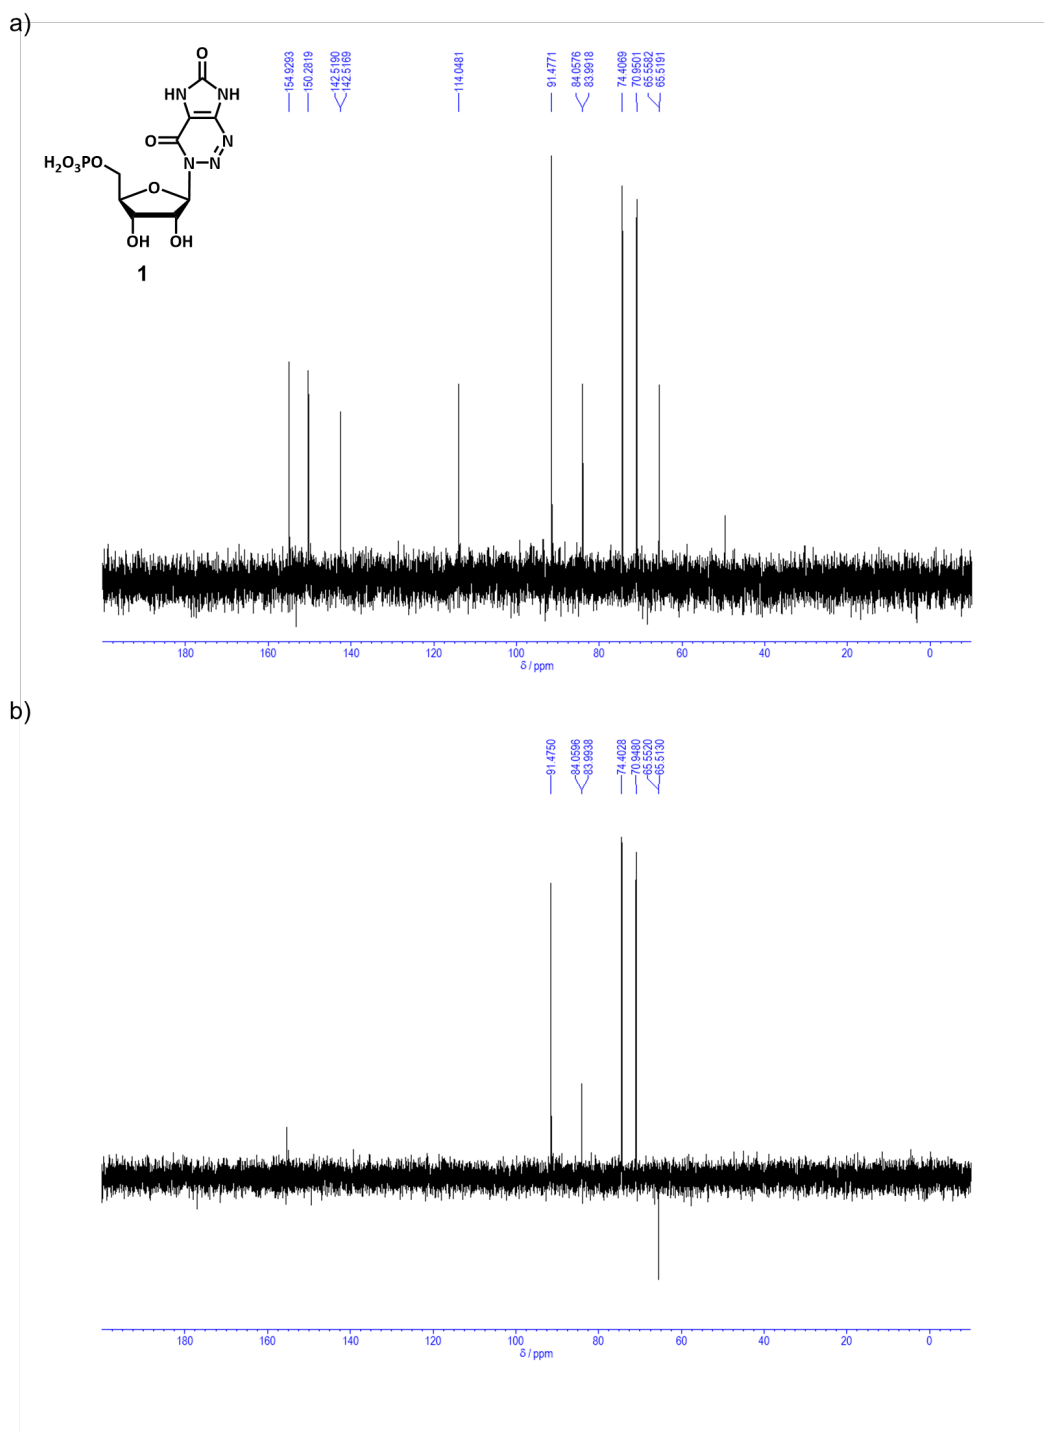 a)
O
HN NH
O
N
N N
H2O3PO
O
OH OH
1
154.9293
150.2819
142.5190
142.5169
114.0481
91.4771
84.0576
83.9918
74.4069
70.9501
65.5582
65.5191
180 160 140 120 100 80 60 40 20 0
δ / ppm
b)
91.4750
84.0596
83.9938
74.4028
70.9480
65.5520
65.5130
180 160 140 120 100 80 60 40 20 0
δ / ppm